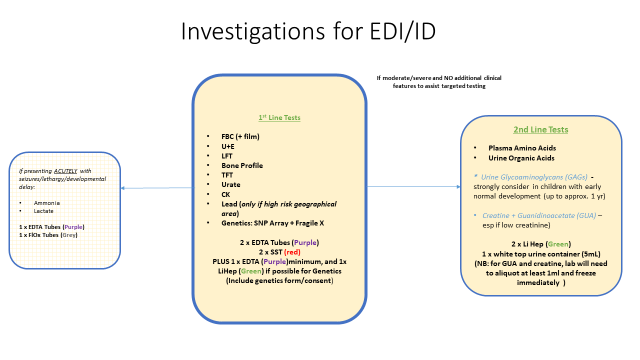 Investigations for EDI/ID
If moderate/severe and NO additional clinical
features to assist targeted testing
If presenting ACUTELY with
seizures/lethargy/developmental
delay:
• Ammonia
• Lactate
1 x EDTA Tubes (Purple)
1 x FlOx Tubes (Grey)
1st Line Tests
• FBC (+ film)
• U+E
• LFT
• Bone Profile
• TFT
• Urate
• CK
• Lead (only if high risk geographical
area)
• Genetics: SNP Array + Fragile X
2 x EDTA Tubes (Purple)
2 x SST (red)
PLUS 1 x EDTA (Purple)minimum, and 1x
LiHep (Green) if possible for Genetics
(Include genetics form/consent)
2nd Line Tests
• Plasma Amino Acids
• Urine Organic Acids
* Urine Glycoaminoglycans (GAGs) -
strongly consider in children with early
normal development (up to approx. 1 yr)
• Creatine + Guanidinoacetate (GUA) –
esp if low creatinine)
2 x Li Hep (Green)
1 x white top urine container (5mL)
(NB: for GUA and creatine, lab will need
to aliquot at least 1ml and freeze
immediately )